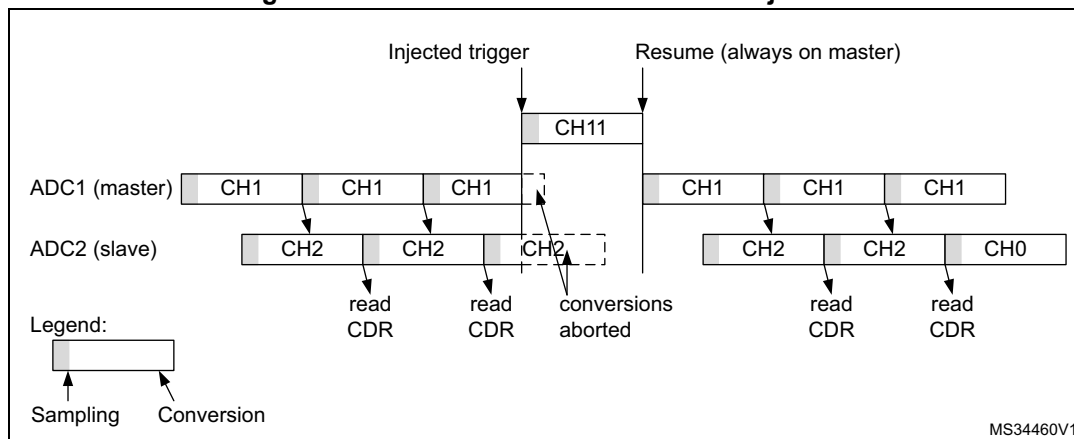 Injected trigger
Resume (always on master)
CH11
ADC1 (master)
CH1
CH1
CH1
CH1
CH1
CH1
ADC2 (slave)
CH2
CH2
CH2
CH2
CH2
CH0
read
CDR
read
CDR
conversions
aborted
read
CDR
read
CDR
Legend:
Sampling
Conversion
MS34460V1